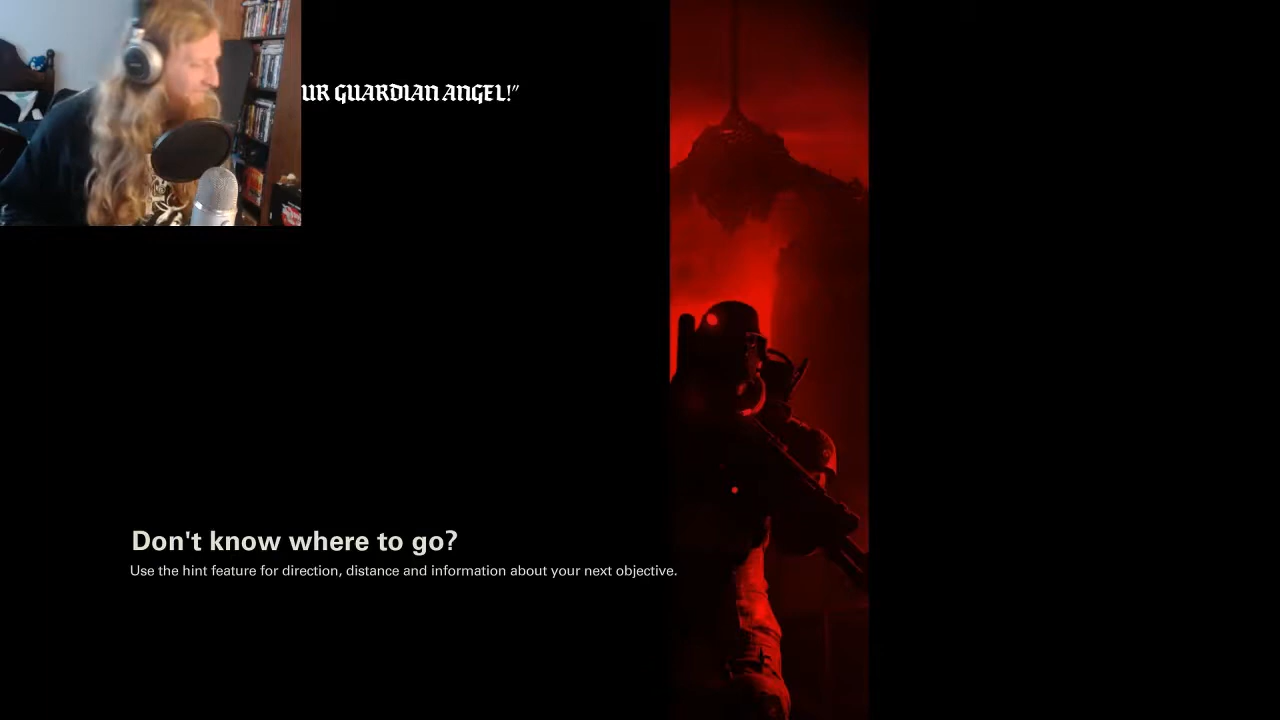 UR GUARDIAN ANGEL!”
Don't know where to go?
Use the hint feature for direction, distance and information about your next objective.